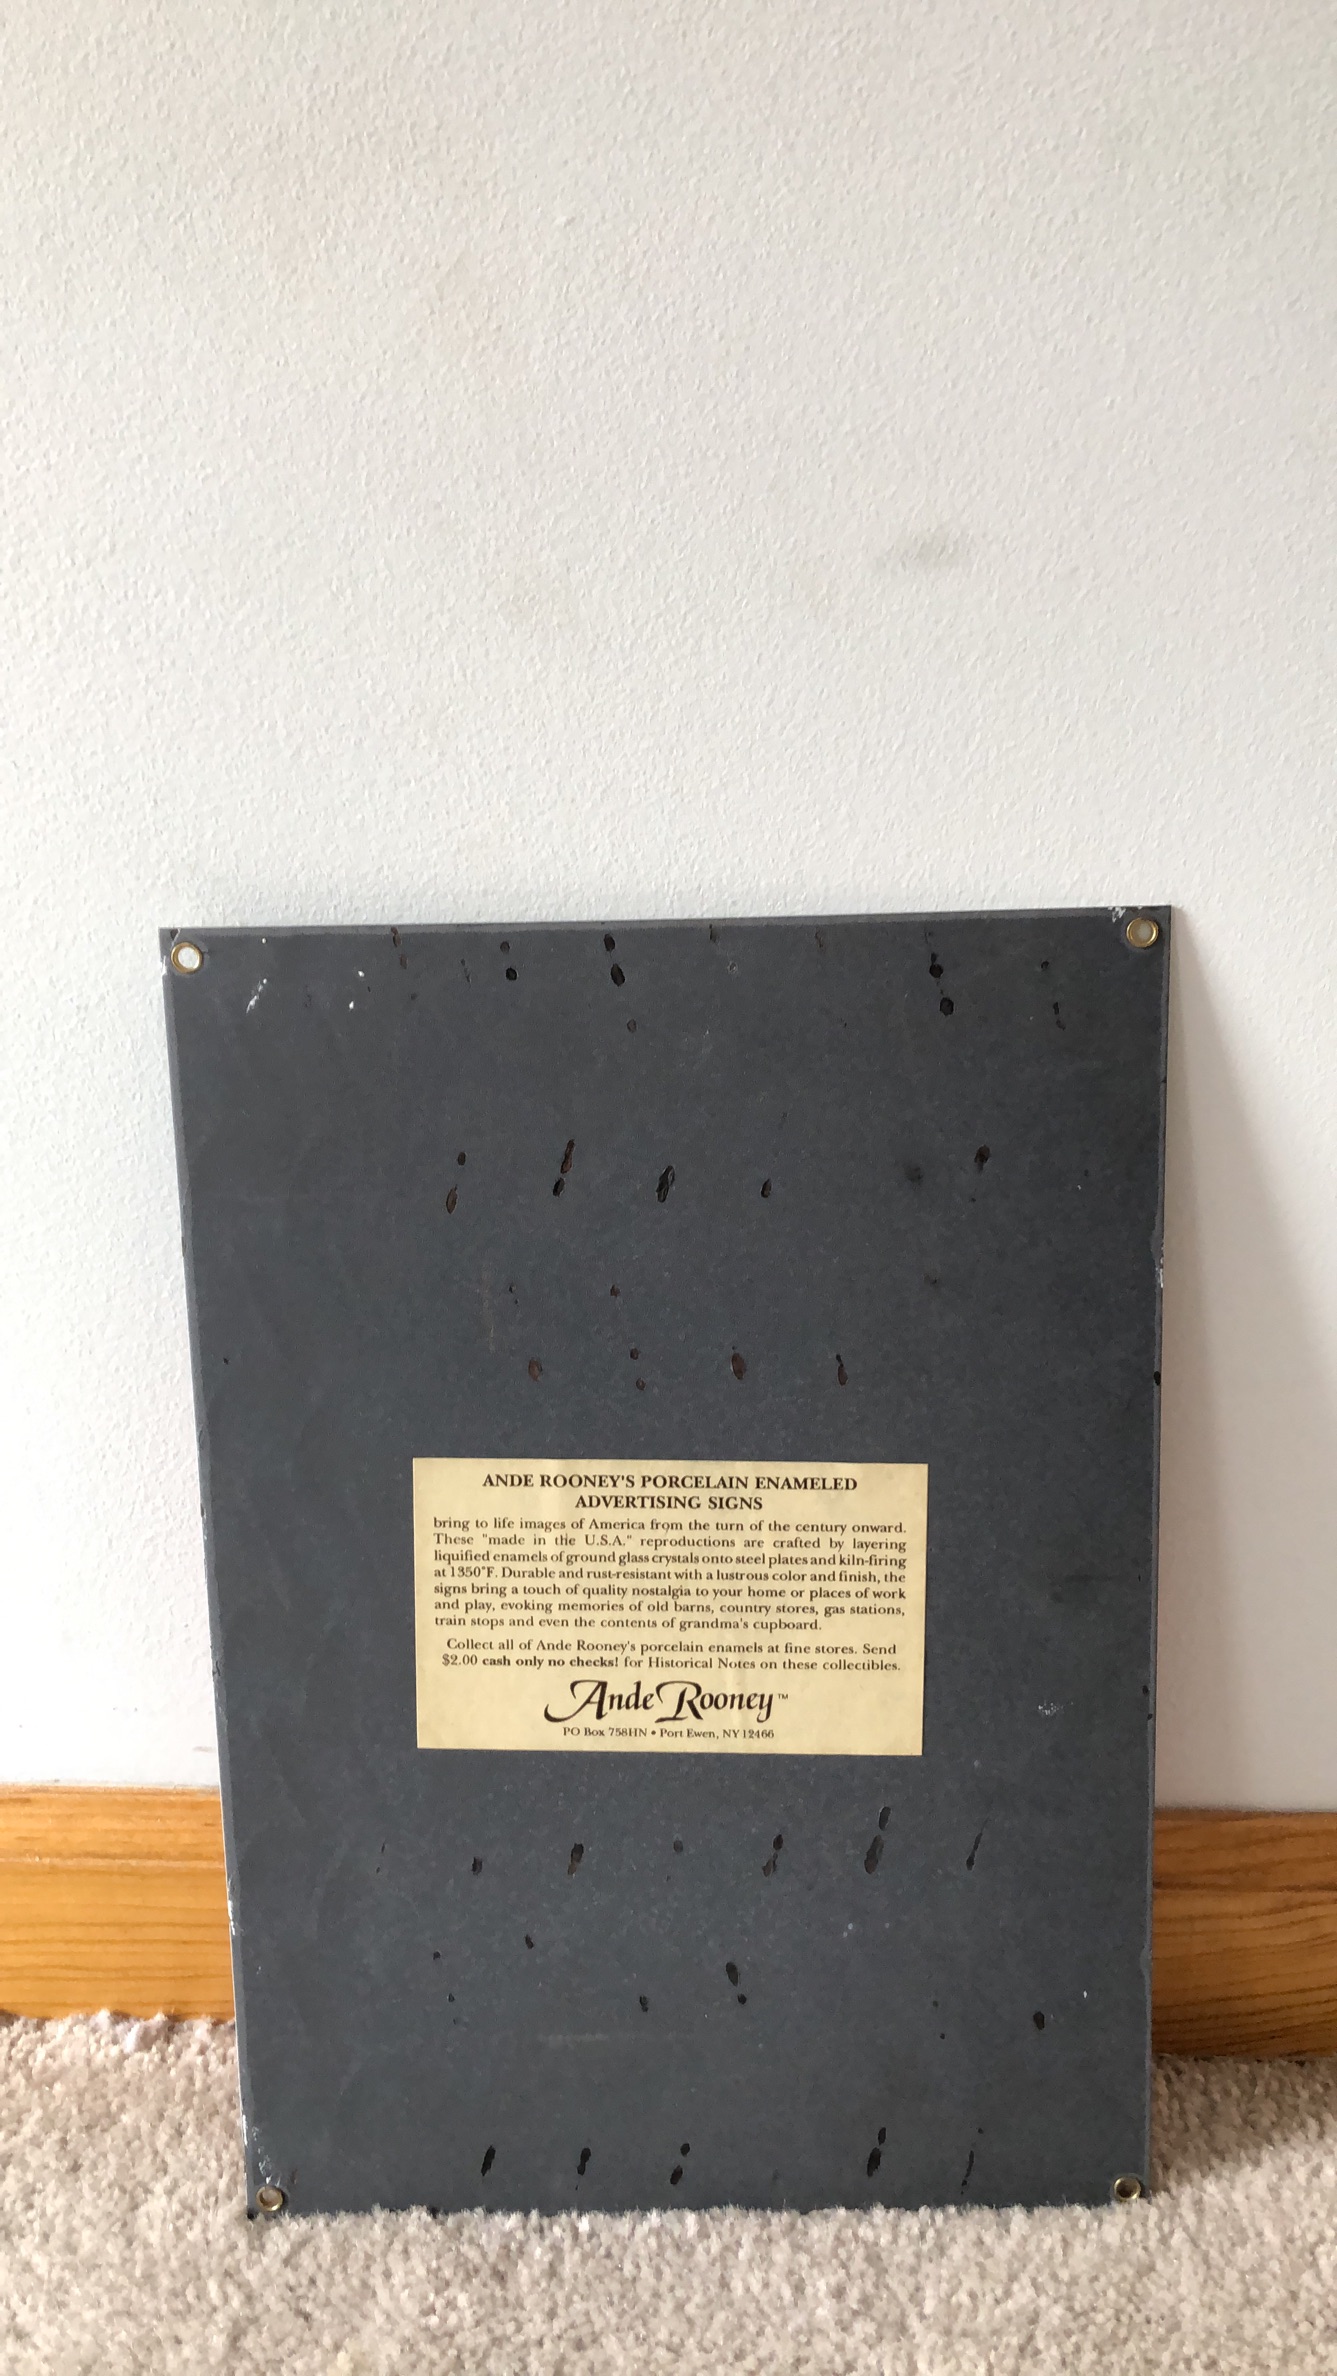 ANDE ROONEY'S PORCELAIN ENAMELED
ADVERTISING SIGNS
bring to life images of America from the turn of the century onward.
These "made in the U.S.A." reproductions are crafted by layering
liquified enamels of ground glass crystals onto steel plates and kiln-firing
at 1350°F. Durable and rust-resistant with a lustrous color and finish, the
signs bring a touch of quality nostalgia to your home or places of work
and play, evoking memories of old barns, country stores, gas stations,
train stops and even the contents of grandma's cupboard.
Collect all of Ande Rooney's porcelain enamels at fine stores. Send
$2.00 cash only no checks! for Historical Notes on these collectibles.
Ande Rooney™
PO Box 758HN • Port Ewen, NY 12466